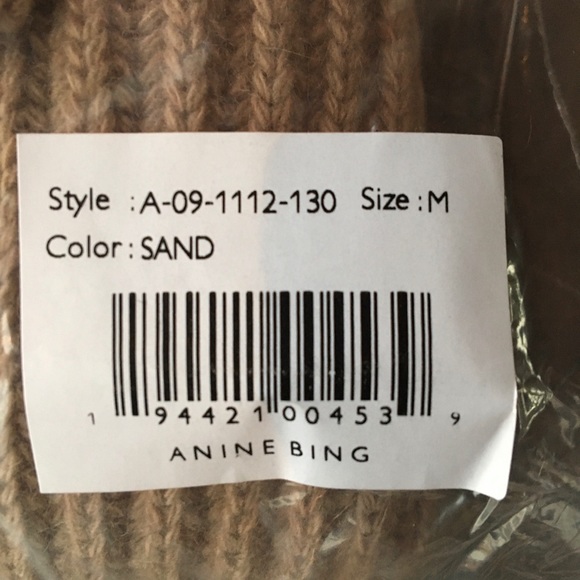 Style : A-09-1112-130 Size : M
Color : SAND
1 94421 00453 9
ANINE BING